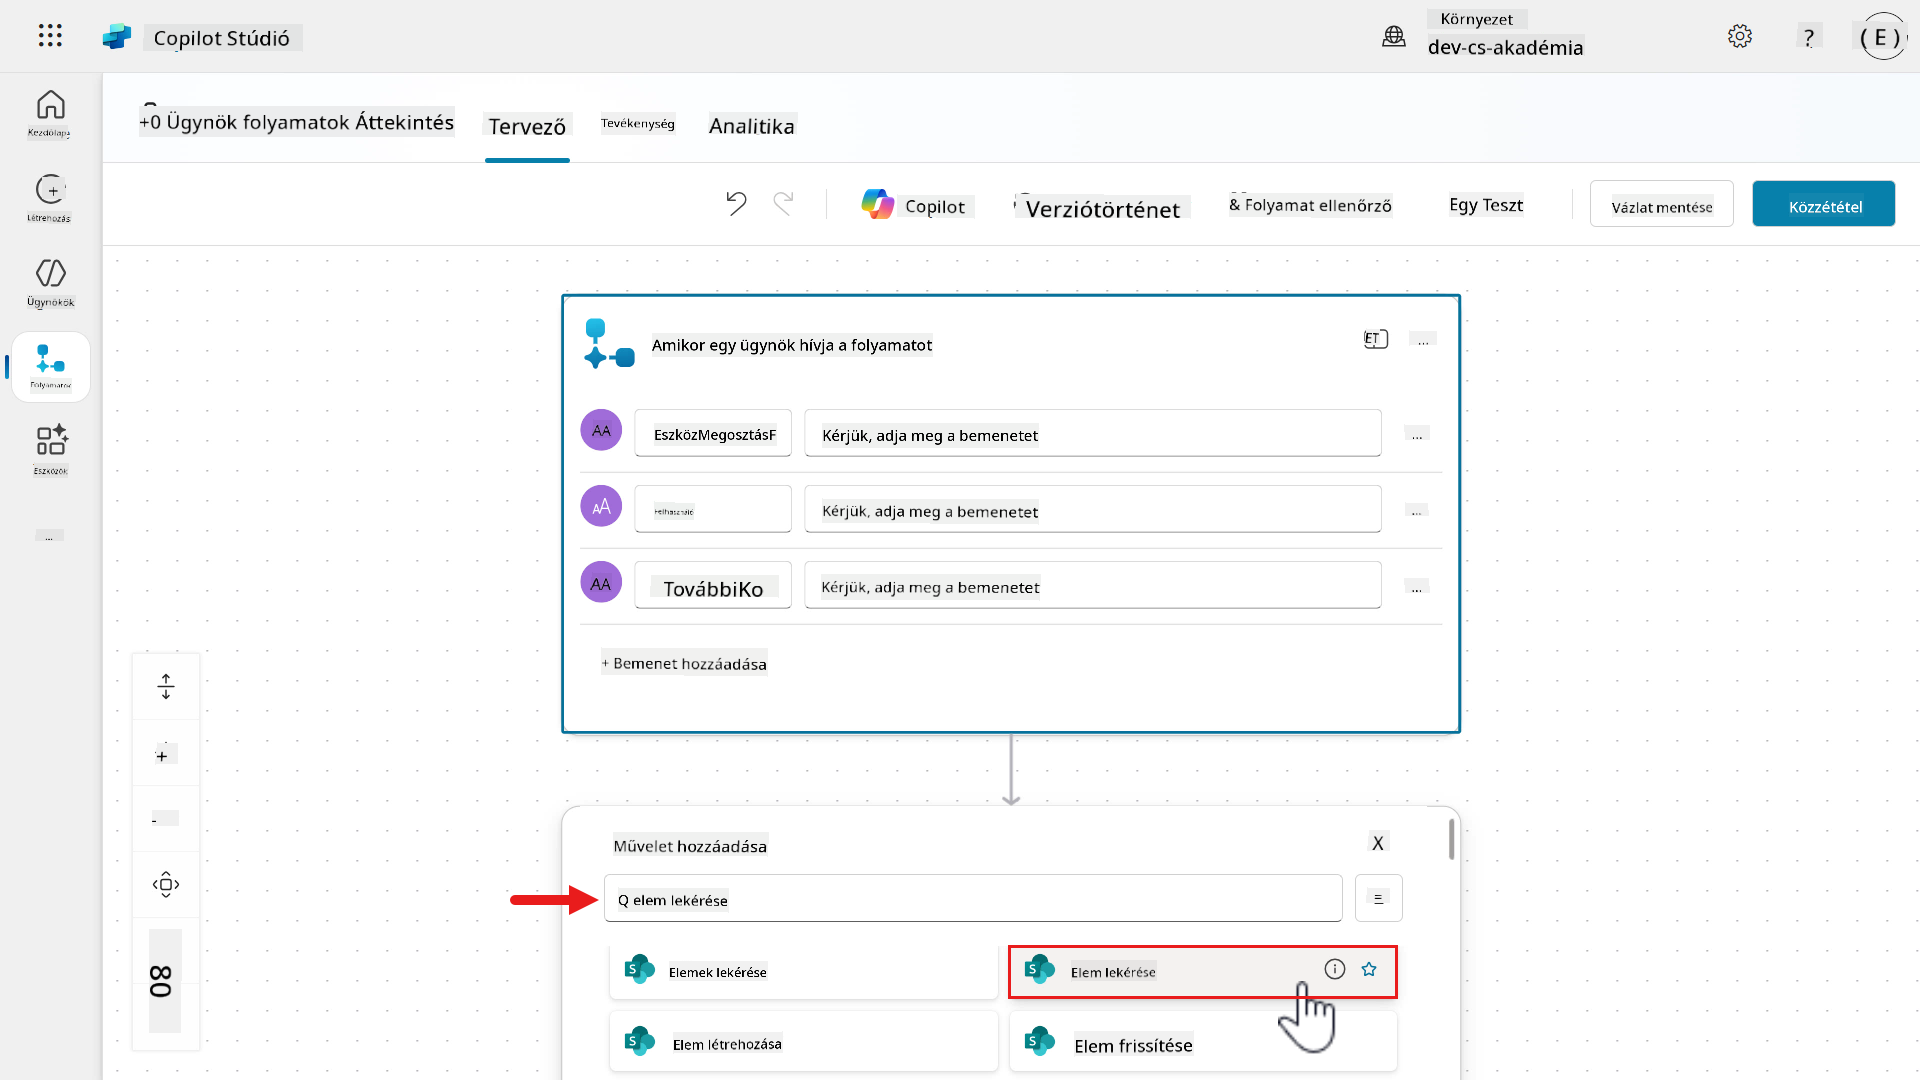 Copilot Stúdió
Környezet
dev-cs-akadémia
?
( E )
Kezdőlap
Létrehozás
Ügynökök
Folyamatok
Eszközök
...
+0 Ügynök folyamatok Áttekintés
Tervező
Tevékenység
Analitika
Copilot
Verziótörténet
& Folyamat ellenőrző
Egy Teszt
Vázlat mentése
Közzététel
Amikor egy ügynök hívja a folyamatot
ET
...
AA
EszközMegosztásF
Kérjük, adja meg a bemenetet
...
AA
Felhasználó
Kérjük, adja meg a bemenetet
...
AA
TovábbiKo
Kérjük, adja meg a bemenetet
...
+ Bemenet hozzáadása
+
-
80
Művelet hozzáadása
X
Q elem lekérése
Elemek lekérése
Elem lekérése
Elem létrehozása
Elem frissítése